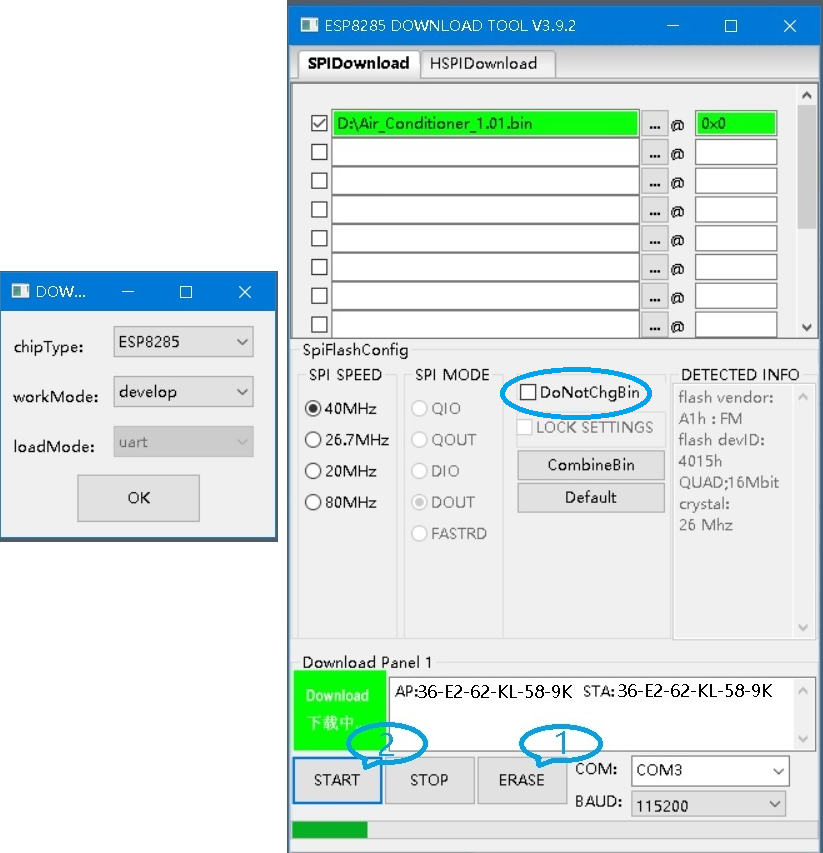 DOW...
chipType: ESP8285
workMode: develop
loadMode: uart
OK
ESP8285 DOWNLOAD TOOL V3.9.2
SPIDownload HSPIDownload
D:\Air_Conditioner_1.01.bin ... @ 0x0
... @
... @
... @
... @
... @
... @
... @
SpiFlashConfig
SPI SPEED
40MHz
26.7MHz
20MHz
80MHz
SPI MODE
QIO
QOUT
DIO
DOUT
FASTRD
DoNotChgBin
LOCK SETTINGS
CombineBin
Default
DETECTED INFO
flash vendor:
A1h : FM
flash devID:
4015h
QUAD;16Mbit
crystal:
26 Mhz
Download Panel 1
Download
下载中..
AP:36-E2-62-KL-58-9K STA: 36-E2-62-KL-58-9K
2
1
START STOP ERASE
COM: COM3
BAUD: 115200